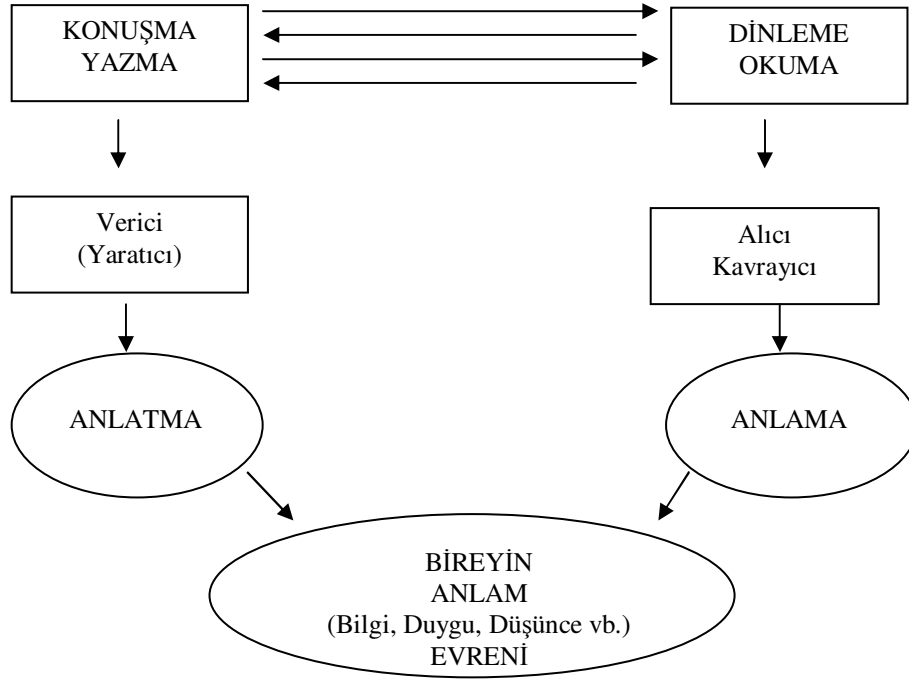 KONUŞMA
YAZMA
DİNLEME
OKUMA
Verici
(Yaratıcı)
Alıcı
Kavrayıcı
ANLATMA
ANLAMA
BİREYİN
ANLAM
(Bilgi, Duygu, Düşünce vb.)
EVRENİ